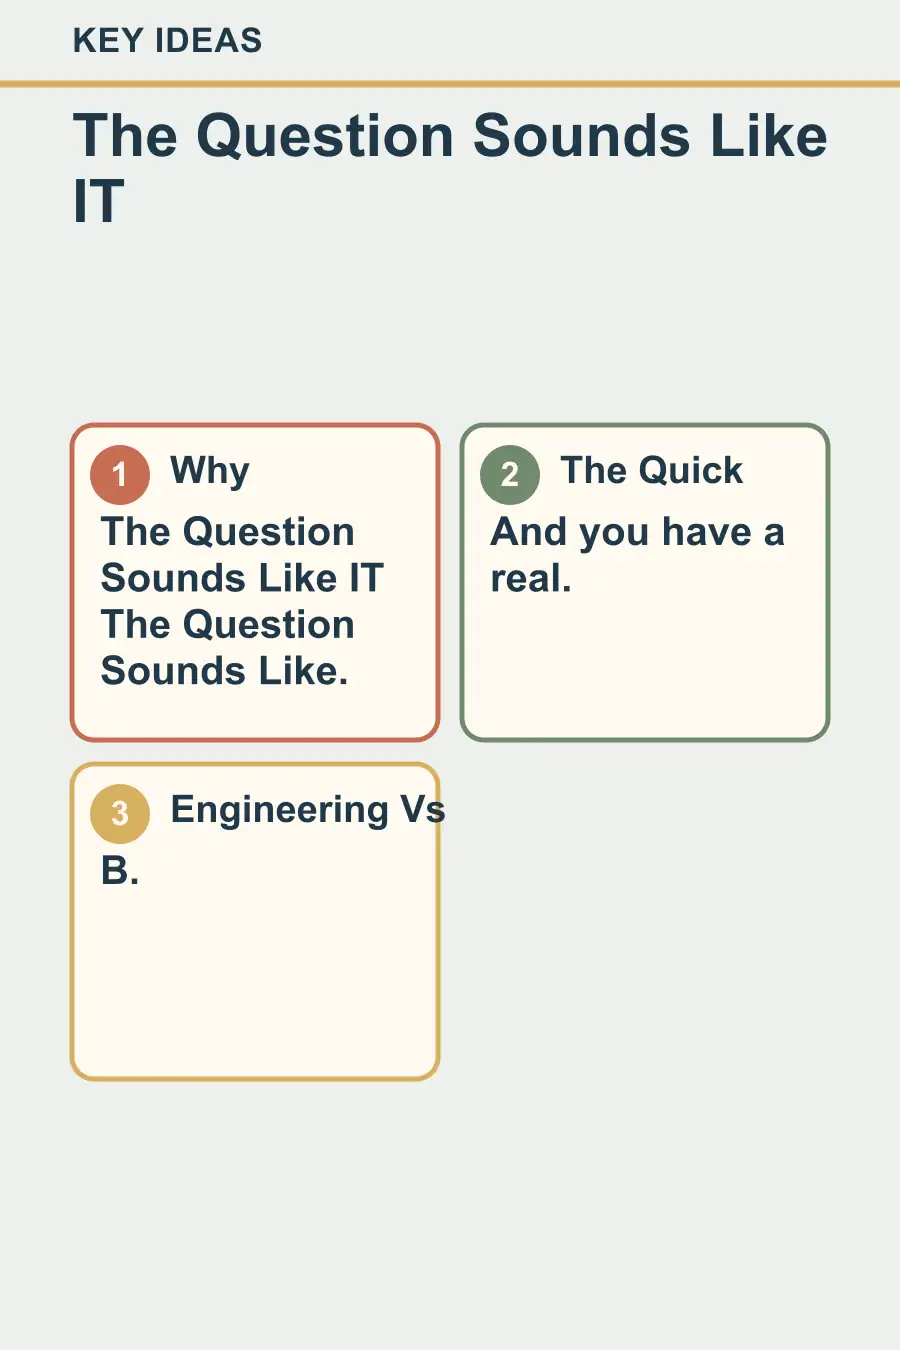 KEY IDEAS
The Question Sounds Like
IT
1 Why
The Question
Sounds Like IT
The Question
Sounds Like.
2 The Quick
And you have a
real.
3 Engineering Vs
B.